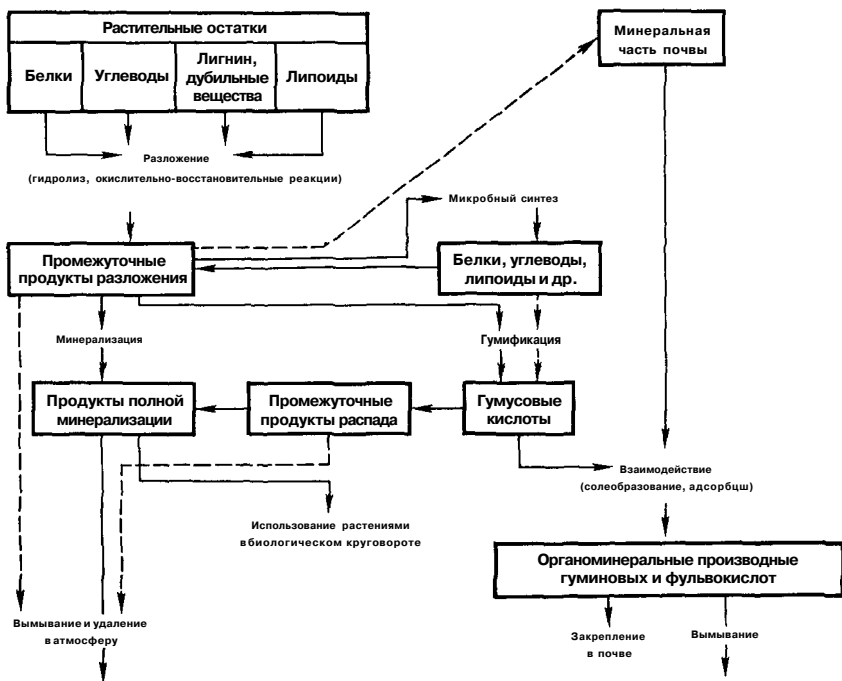 Растительные остатки
Минеральная
часть почвы
Белки
Углеводы
Лигнин,
дубильные
вещества
Липоиды
Разложение
(гидролиз, окислительно-восстановительные реакции)
Микробный синтез
Промежуточные
продукты разложения
Белки, углеводы,
липоиды и др.
Минерализация
Гумификация
Продукты полной
минерализации
Промежуточные
продукты распада
Гумусовые
кислоты
Взаимодействие
(солеобразование, адсорбцш)
Использование растениями
в биологическом круговороте
Органоминеральные производные
гуминовых и фульвокислот
Вымывание и удаление
в атмосферу
Закрепление
в почве
Вымывание